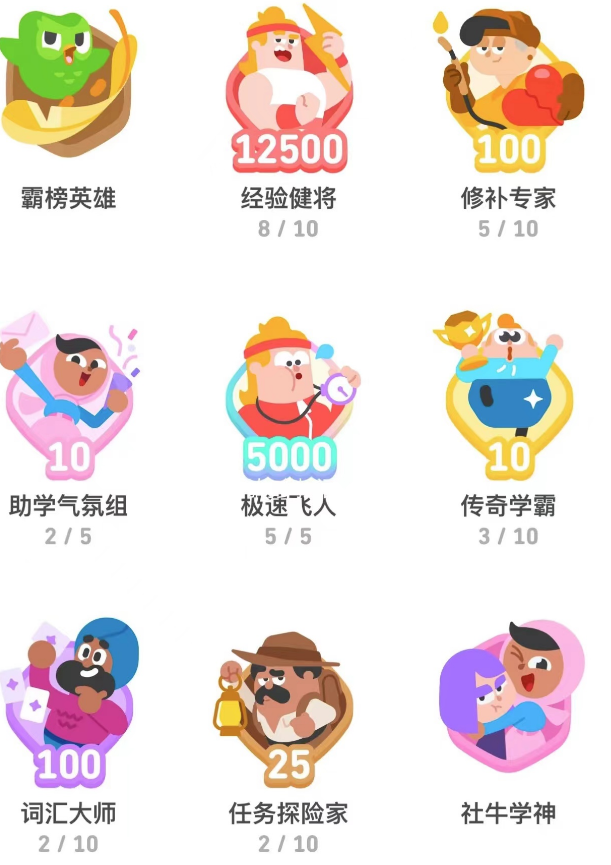 12500
100
霸榜英雄
经验健将
修补专家
8 / 10
5 / 10
10
5000
10
助学气氛组
极速飞人
传奇学霸
2 / 5
5 / 5
3 / 10
100
25
词汇大师
任务探险家
社牛学神
2 / 10
2 / 10